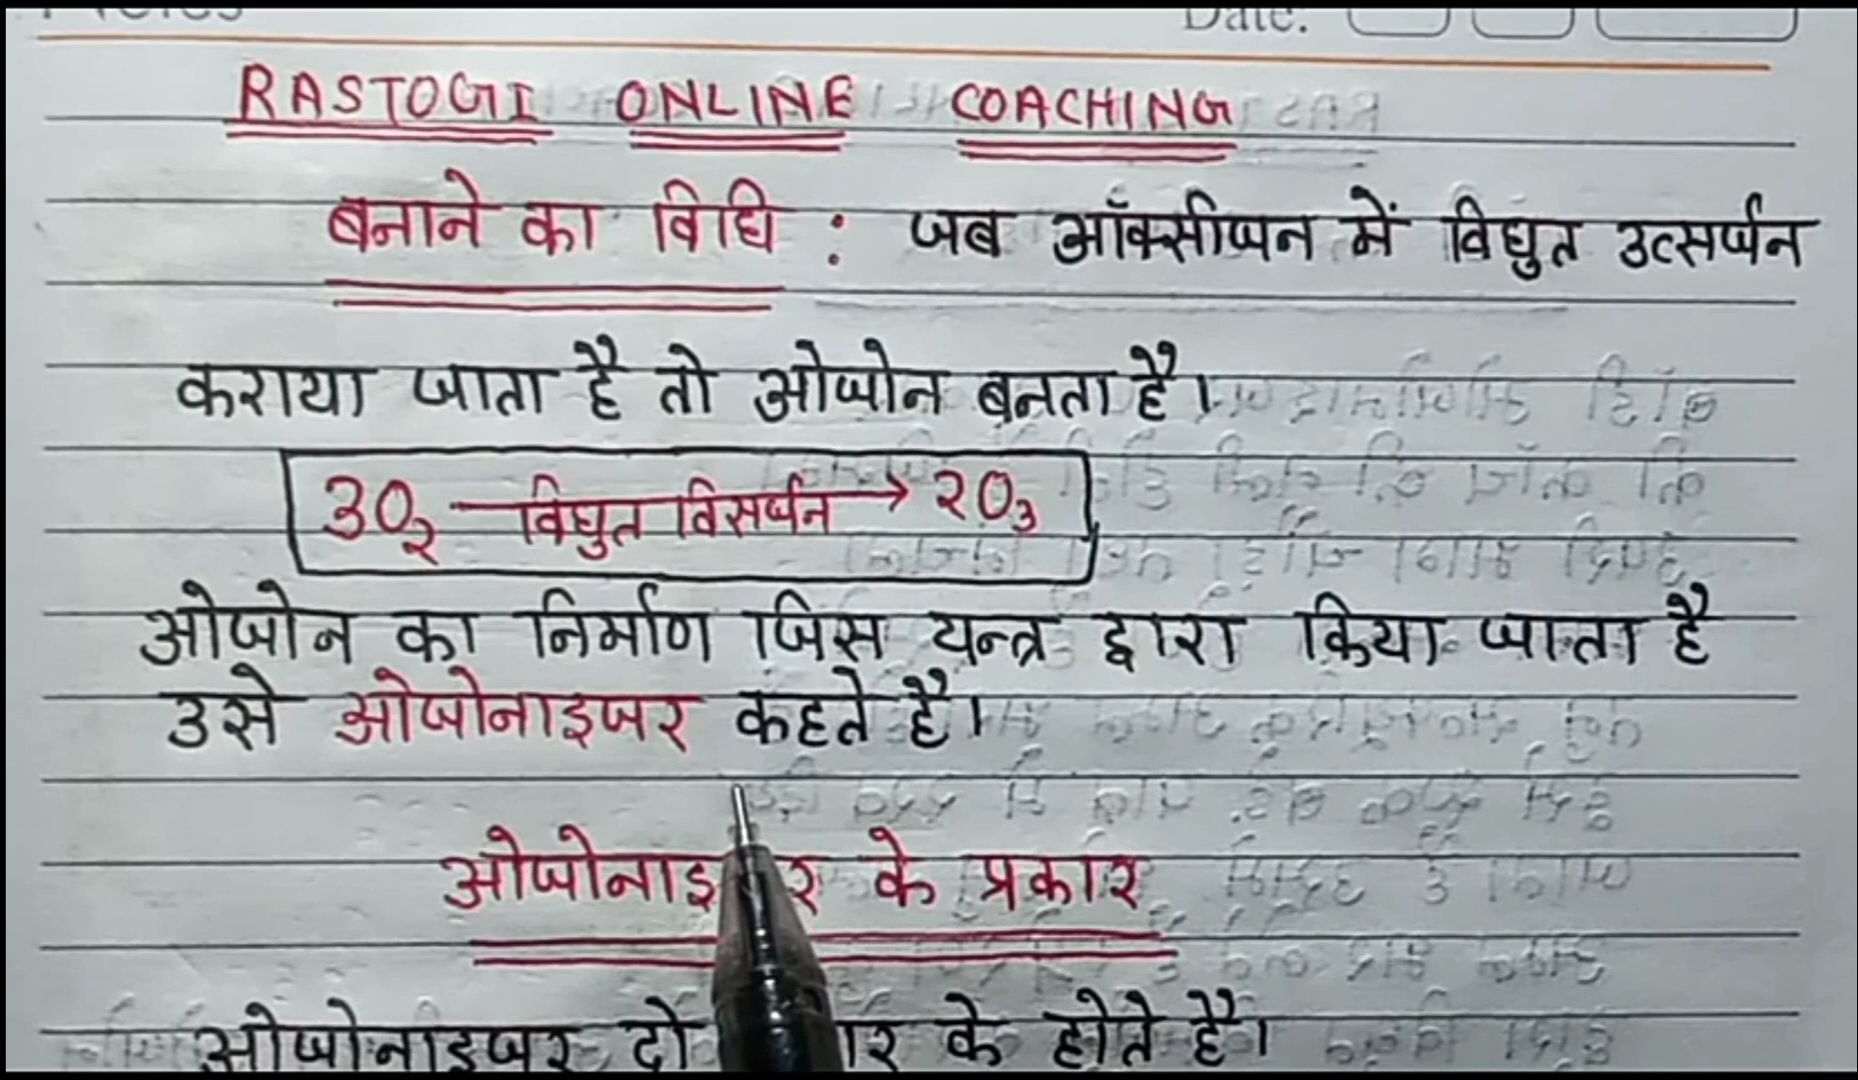 Date:
RASTOGI ONLINE COACHING
बनाने का विधि : जब ऑक्सीजन में विधुत उत्सर्जन
कराया जाता है तो ओजोन बनता है।
3O₂ विधुत विसर्जन → 2O₃
ओजोन का निर्माण जिस यन्त्र द्वारा किया जाता है
उसे ओजोनाइजर कहते है।
के प्रकार
ओजोनाइजर दो के होते है।